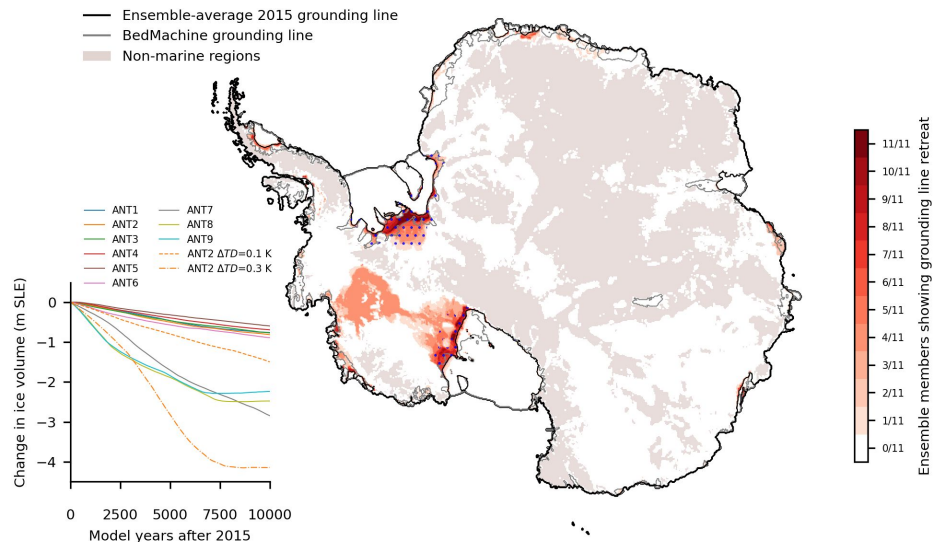 Ensemble-average 2015 grounding line
BedMachine grounding line
Non-marine regions
ANT1
ANT2
ANT3
ANT4
ANT5
ANT6
ANT7
ANT8
ANT9
ANT2 ΔTD=0.1 K
ANT2 ΔTD=0.3 K
Change in ice volume (m SLE)
0
−1
−2
−3
−4
0 2500 5000 7500 10000
Model years after 2015
11/11
10/11
9/11
8/11
7/11
6/11
5/11
4/11
3/11
2/11
1/11
0/11
Ensemble members showing grounding line retreat